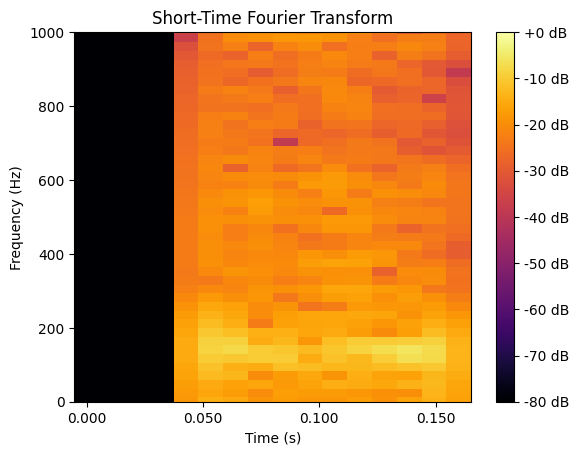 Short-Time Fourier Transform
1000
800
600
400
200
0
Frequency (Hz)
0.000
0.050
0.100
0.150
Time (s)
+0 dB
-10 dB
-20 dB
-30 dB
-40 dB
-50 dB
-60 dB
-70 dB
-80 dB